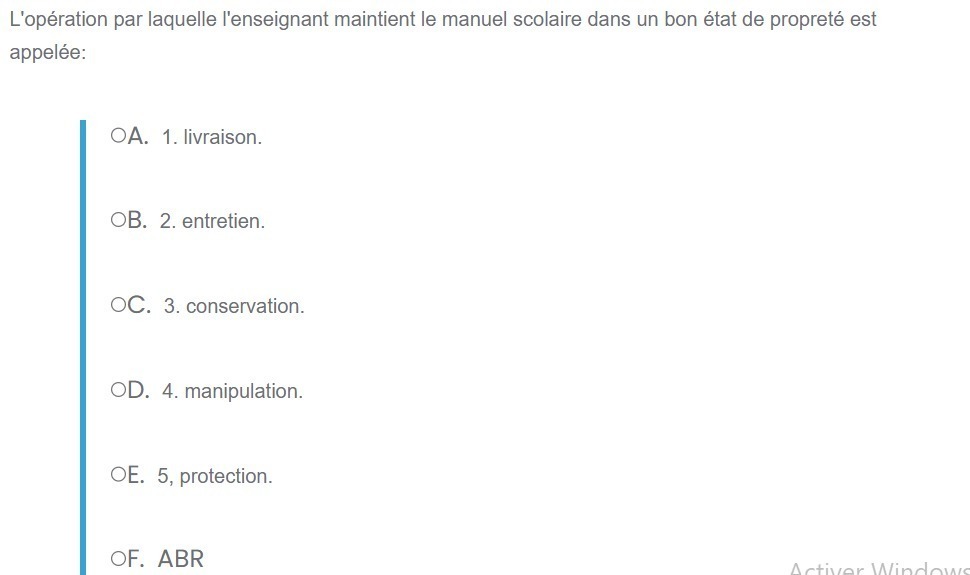 L'opération par laquelle l'enseignant maintient le manuel scolaire dans un bon état de propreté est
appelée:
A. 1. livraison.
B. 2. entretien.
C. 3. conservation.
D. 4. manipulation.
E. 5, protection.
F. ABR
Activer Windows